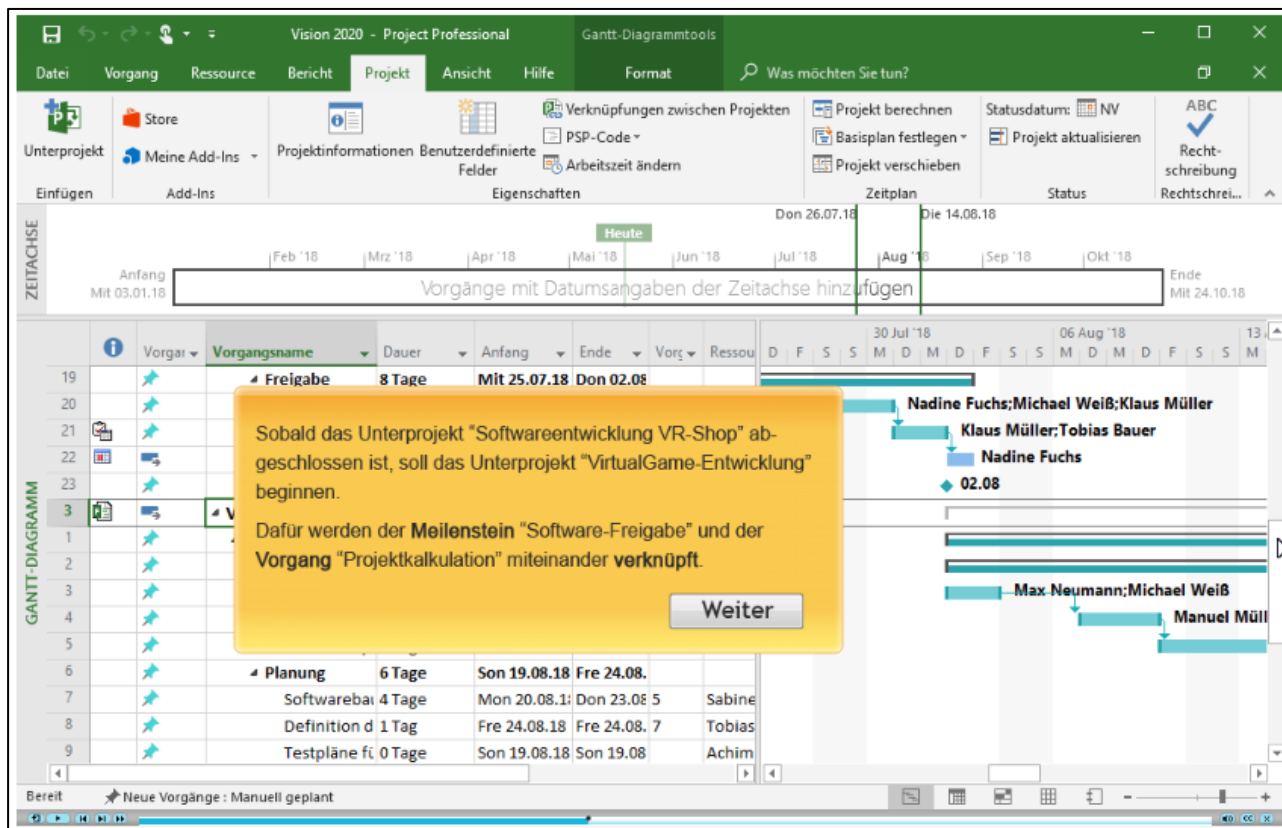 Vision 2020 - Project Professional
Gantt-Diagrammtools
Datei Vorgang Ressource Bericht Projekt Ansicht Hilfe Format Was möchten Sie tun?
Unterprojekt
Einfügen
Store
Meine Add-Ins
Add-Ins
Projektinformationen
Benutzerdefinierte
Felder
Verknüpfungen zwischen Projekten
PSP-Code
Arbeitszeit ändern
Eigenschaften
Projekt berechnen
Basisplan festlegen
Projekt verschieben
Zeitplan
Statusdatum: NV
Projekt aktualisieren
Status
ABC
Recht-
schreibung
Rechtschrei...
ZEITACHSE
Don 26.07.18 Die 14.08.18
Heute
Feb '18 Mrz '18 Apr '18 Mai '18 Jun '18 Jul '18 Aug '18 Sep '18 Okt '18
Anfang
Mit 03.01.18
Vorgänge mit Datumsangaben der Zeitachse hinzufügen
Ende
Mit 24.10.18
GANTT-DIAGRAMM
Vorgar Vorgangsname Dauer Anfang Ende Vorg Ressou
30 Jul '18 06 Aug '18 13
D F S S M D M D F S S M D M D F S S M
19 Freigabe 8 Tage Mit 25.07.18 Don 02.08
20 Nadine Fuchs;Michael Weiß;Klaus Müller
21 Klaus Müller;Tobias Bauer
22 Nadine Fuchs
23 02.08
3 V
1
2
3 Max Neumann;Michael Weiß
4 Manuel Müll
5
6 Planung 6 Tage Son 19.08.18 Fre 24.08.
7 Softwarebau 4 Tage Mon 20.08.1 Don 23.08 5 Sabine
8 Definition d 1 Tag Fre 24.08.18 Fre 24.08. 7 Tobias
9 Testpläne fü 0 Tage Son 19.08.18 Son 19.08 Achim
Sobald das Unterprojekt “Softwareentwicklung VR-Shop” ab-
geschlossen ist, soll das Unterprojekt “VirtualGame-Entwicklung”
beginnen.
Dafür werden der Meilenstein “Software-Freigabe” und der
Vorgang “Projektkalkulation” miteinander verknüpft.
Weiter
Bereit Neue Vorgänge : Manuell geplant